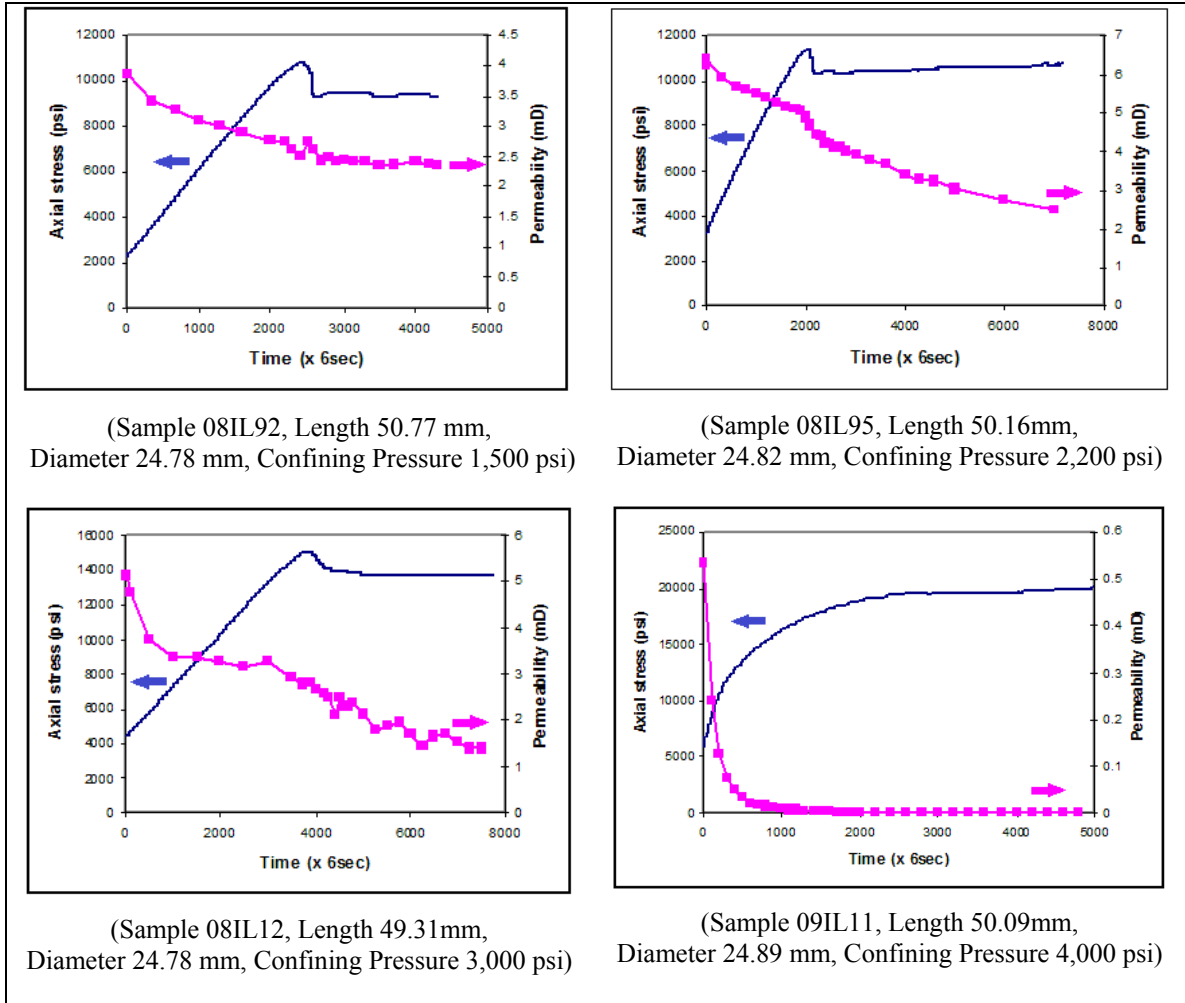 12000
10000
8000
6000
4000
2000
0
Axial stress (psi)
4.5
4
3.5
3
2.5
2
1.5
1
0.5
0
Permeability (mD)
0 1000 2000 3000 4000 5000
Time (x 6sec)
(Sample 08IL92, Length 50.77 mm,
Diameter 24.78 mm, Confining Pressure 1,500 psi)
12000
10000
8000
6000
4000
2000
0
Axial stress (psi)
7
6
5
4
3
2
1
0
Permeability (mD)
0 2000 4000 6000 8000
Time (x 6sec)
(Sample 08IL95, Length 50.16mm,
Diameter 24.82 mm, Confining Pressure 2,200 psi)
16000
14000
12000
10000
8000
6000
4000
2000
0
Axial stress (psi)
6
5
4
3
2
1
0
Permeability (mD)
0 2000 4000 6000 8000
Time (x 6sec)
(Sample 08IL12, Length 49.31mm,
Diameter 24.78 mm, Confining Pressure 3,000 psi)
25000
20000
15000
10000
5000
0
Axial stress (psi)
0.6
0.5
0.4
0.3
0.2
0.1
0
Permeability (mD)
0 1000 2000 3000 4000 5000
Time (x 6sec)
(Sample 09IL11, Length 50.09mm,
Diameter 24.89 mm, Confining Pressure 4,000 psi)